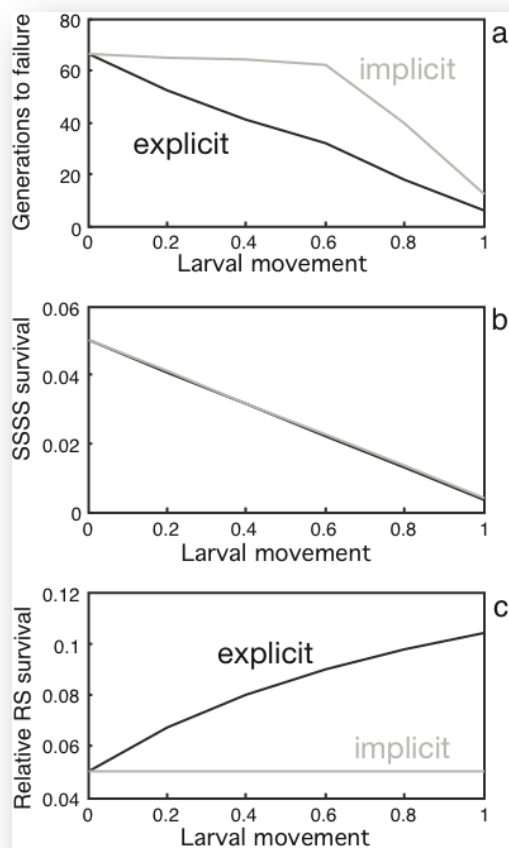 a
Generations to failure
80
60
40
20
0
implicit
explicit
0 0.2 0.4 0.6 0.8 1
Larval movement
b
SSSS survival
0.06
0.04
0.02
0
0 0.2 0.4 0.6 0.8 1
Larval movement
c
Relative RS survival
0.12
0.1
0.08
0.06
0.04
explicit
implicit
0 0.2 0.4 0.6 0.8 1
Larval movement